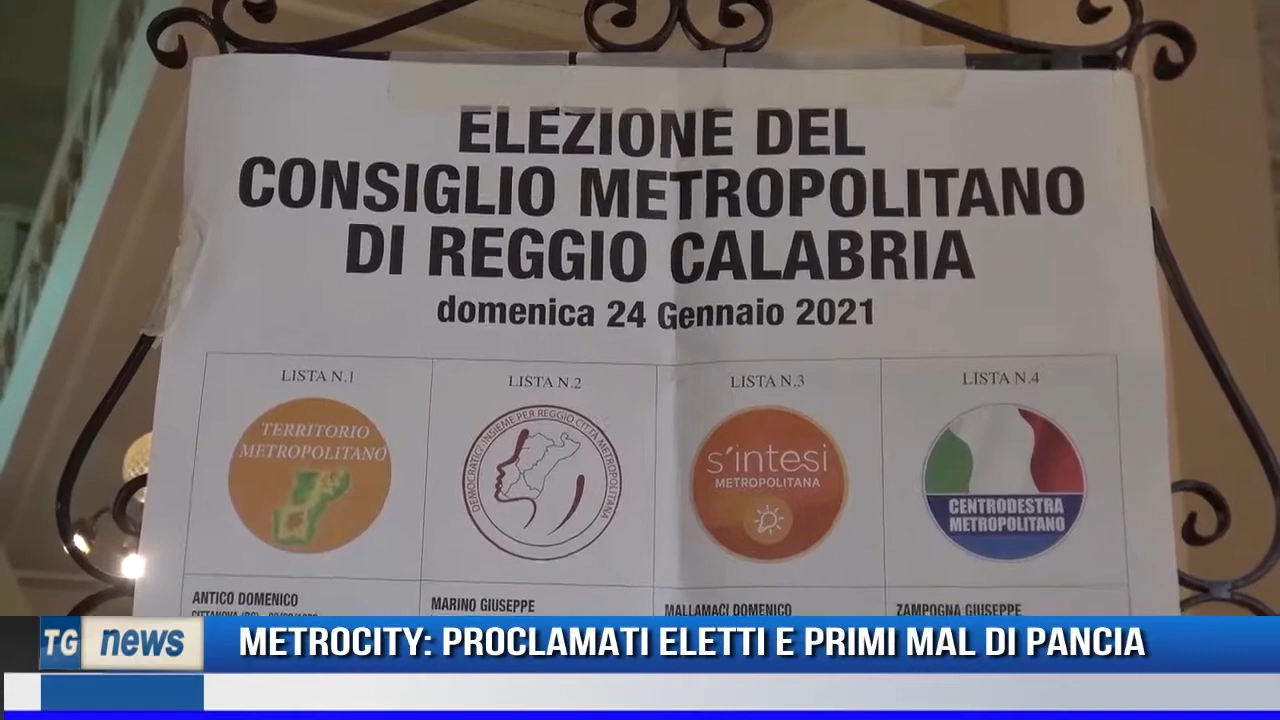 ELEZIONE DEL
CONSIGLIO METROPOLITANO
DI REGGIO CALABRIA
domenica 24 Gennaio 2021
LISTA N.1
LISTA N.2
LISTA N.3
LISTA N.4
TERRITORIO
METROPOLITANO
DEMOCRATICI INSIEME PER REGGIO CITTÀ METROPOLITANA
s'intesi
METROPOLITANA
CENTRODESTRA
METROPOLITANO
ANTICO DOMENICO
MARINO GIUSEPPE
MALLAMACI DOMENICO
ZAMPOGNA GIUSEPPE
TG news
METROCITY: PROCLAMATI ELETTI E PRIMI MAL DI PANCIA